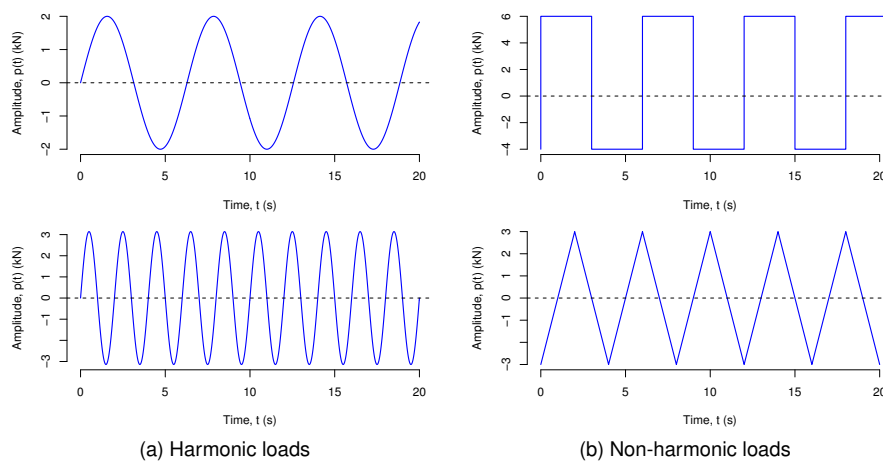 Amplitude, p(t) (kN)
2
1
0
-1
-2
0 5 10 15 20
Time, t (s)
Amplitude, p(t) (kN)
6
4
2
0
-2
-4
0 5 10 15 20
Time, t (s)
Amplitude, p(t) (kN)
3
1
0
-1
-3
0 5 10 15 20
Time, t (s)
Amplitude, p(t) (kN)
3
2
1
0
-1
-3
0 5 10 15 20
Time, t (s)
(a) Harmonic loads
(b) Non-harmonic loads